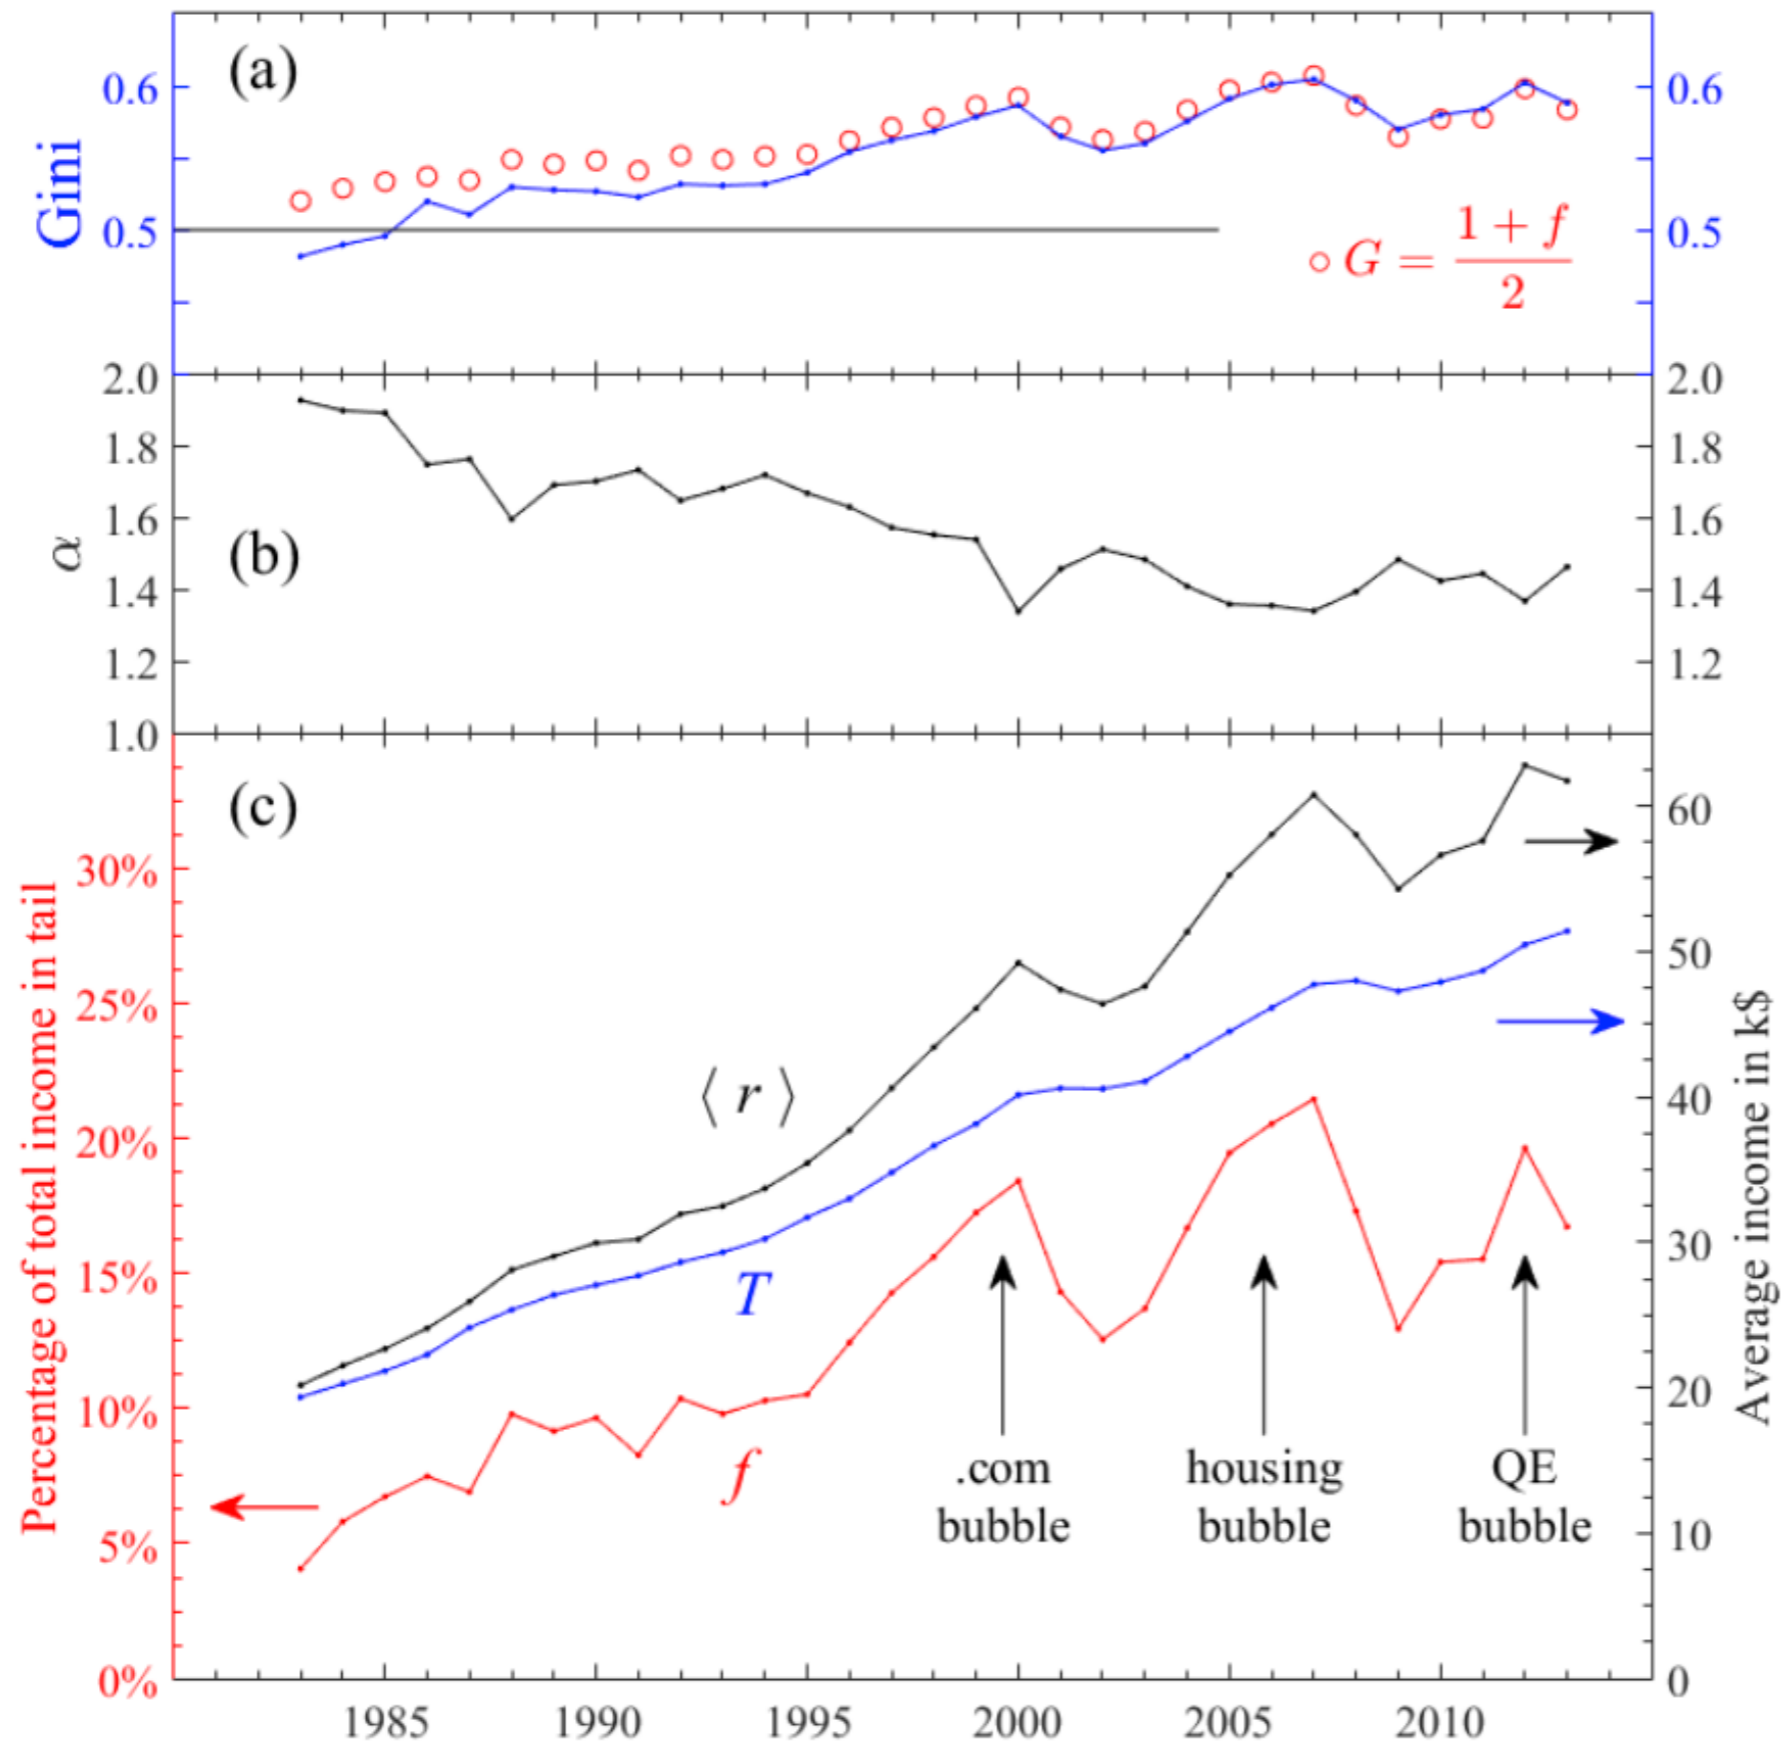 (a)
Gini
0.6
0.5
0.6
0.5
G = 1 + f / 2
(b)
α
2.0
1.8
1.6
1.4
1.2
1.0
2.0
1.8
1.6
1.4
1.2
(c)
Percentage of total income in tail
30%
25%
20%
15%
10%
5%
0%
Average income in k$
60
50
40
30
20
10
0
⟨ r ⟩
T
f
.com
bubble
housing
bubble
QE
bubble
1985 1990 1995 2000 2005 2010